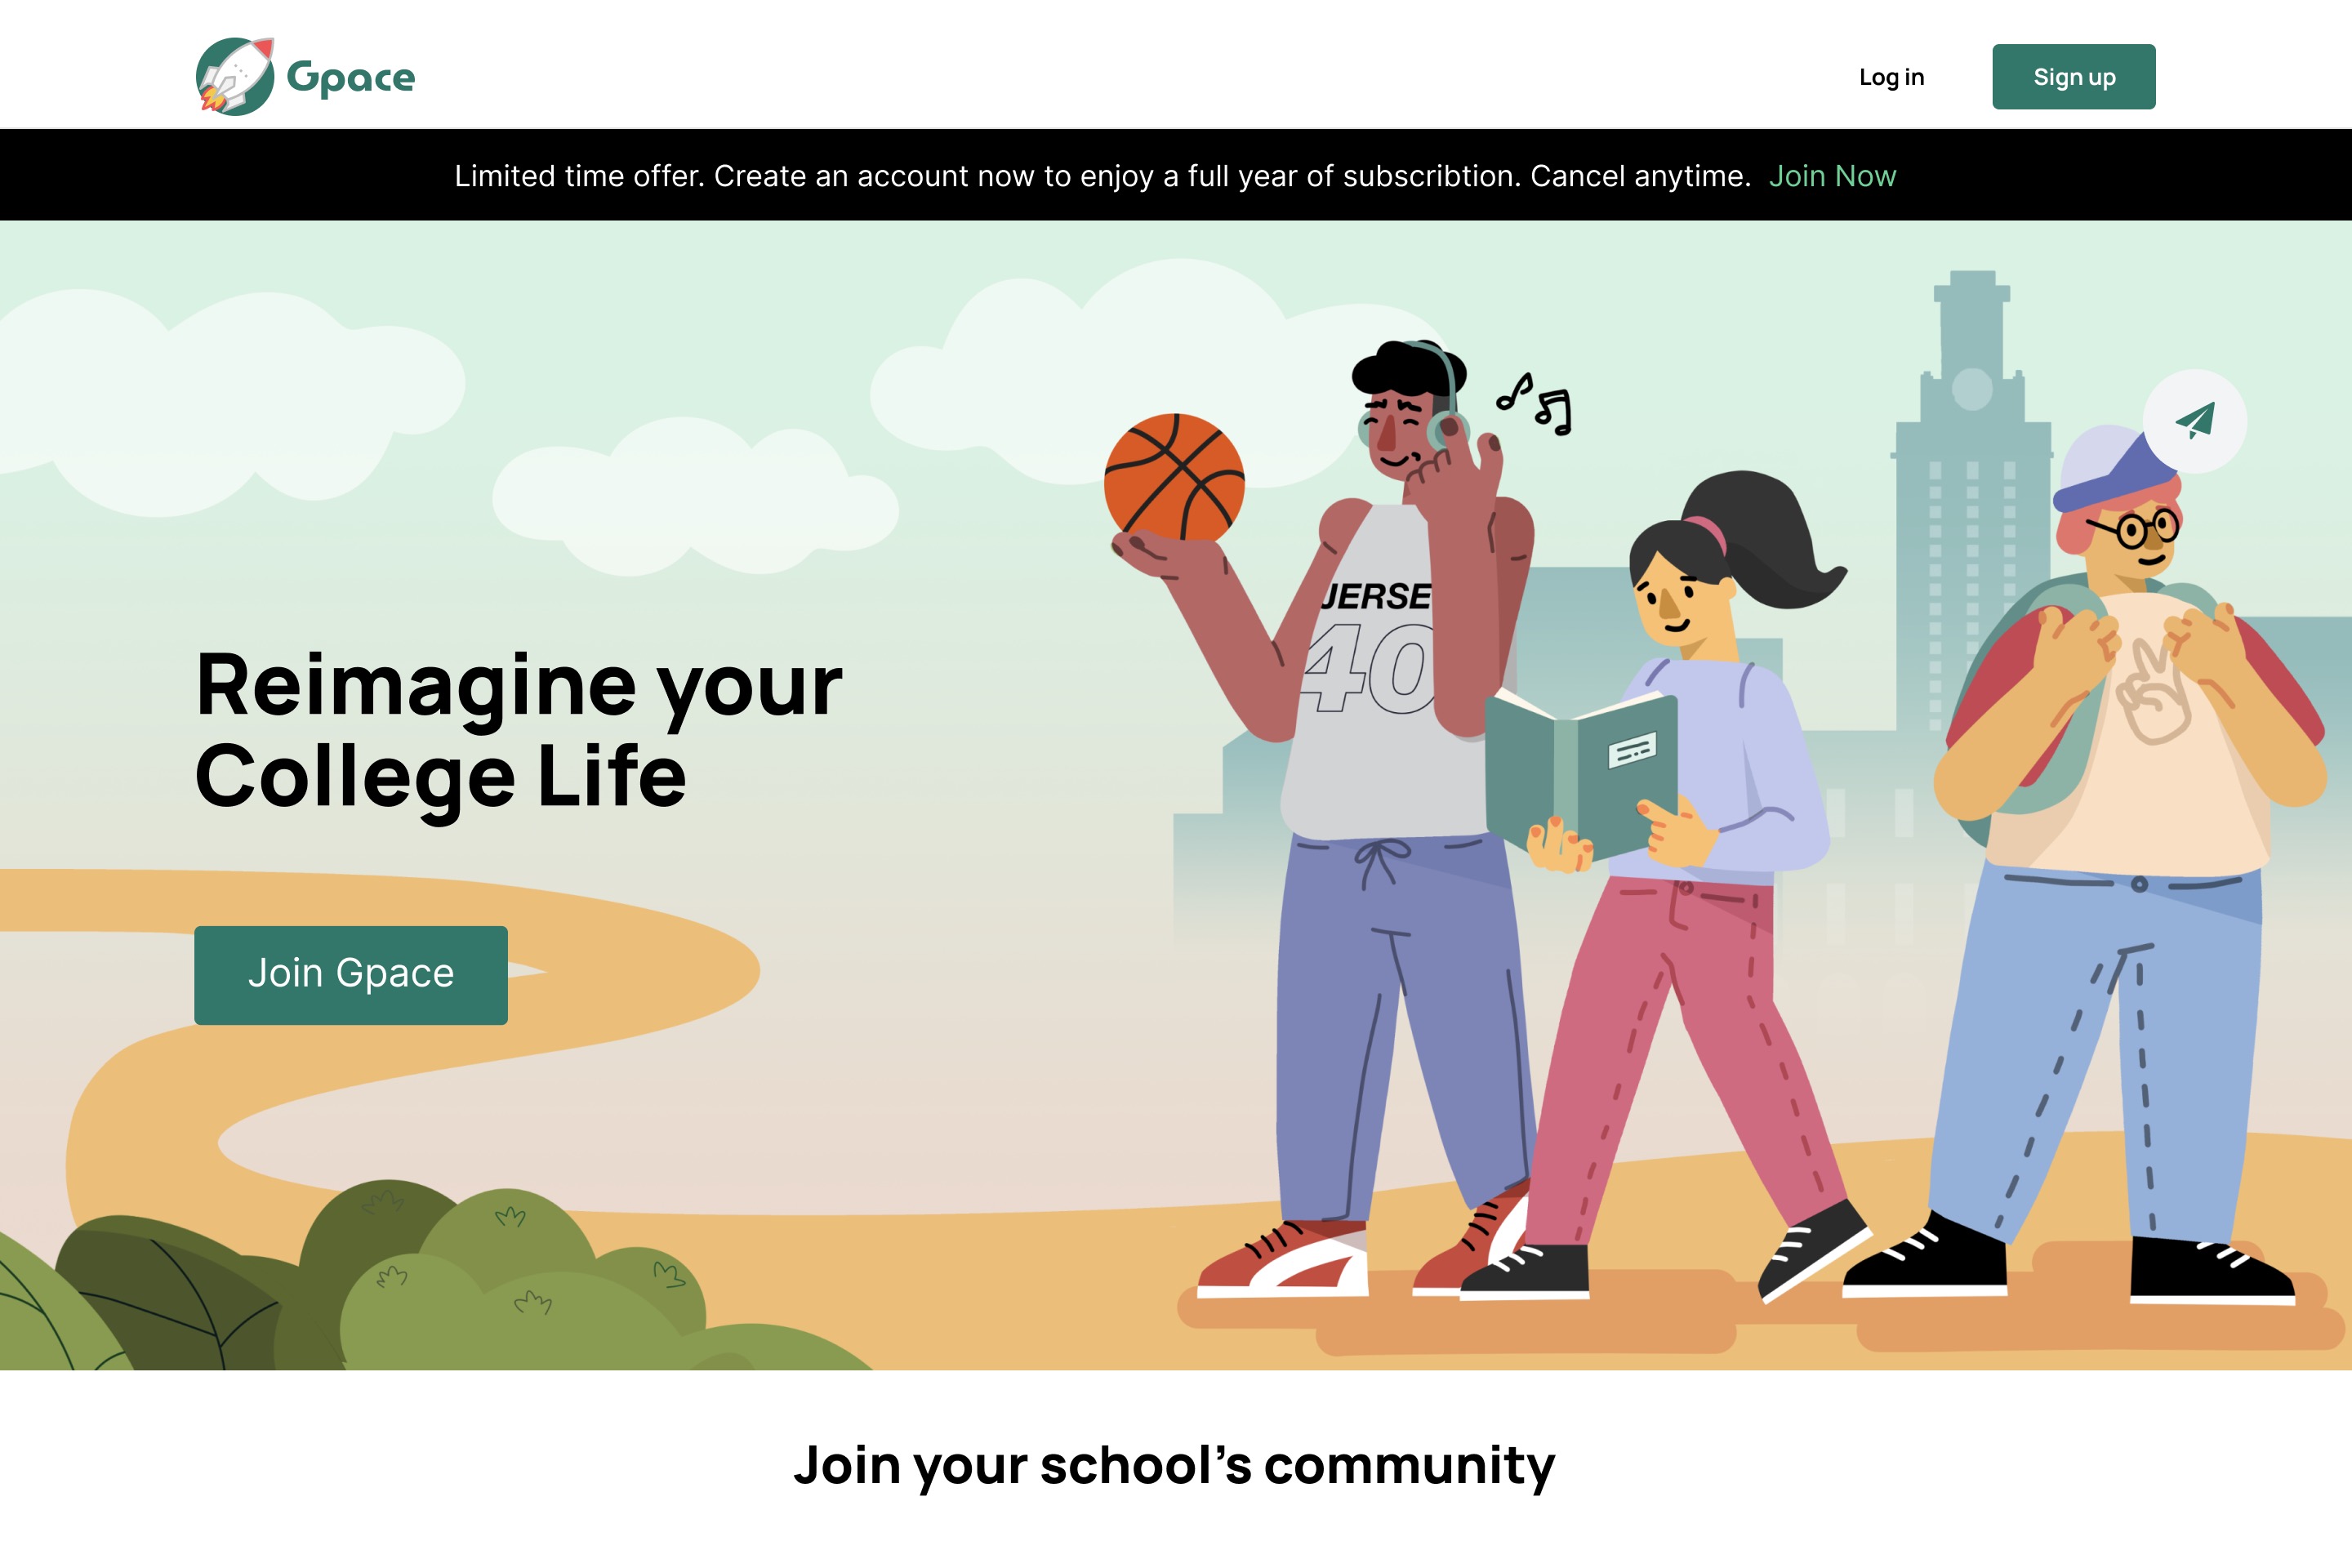 Gpace
Log in
Sign up
Limited time offer. Create an account now to enjoy a full year of subscribtion. Cancel anytime. Join Now
JERSE
40
Reimagine your
College Life
Join Gpace
Join your school’s community